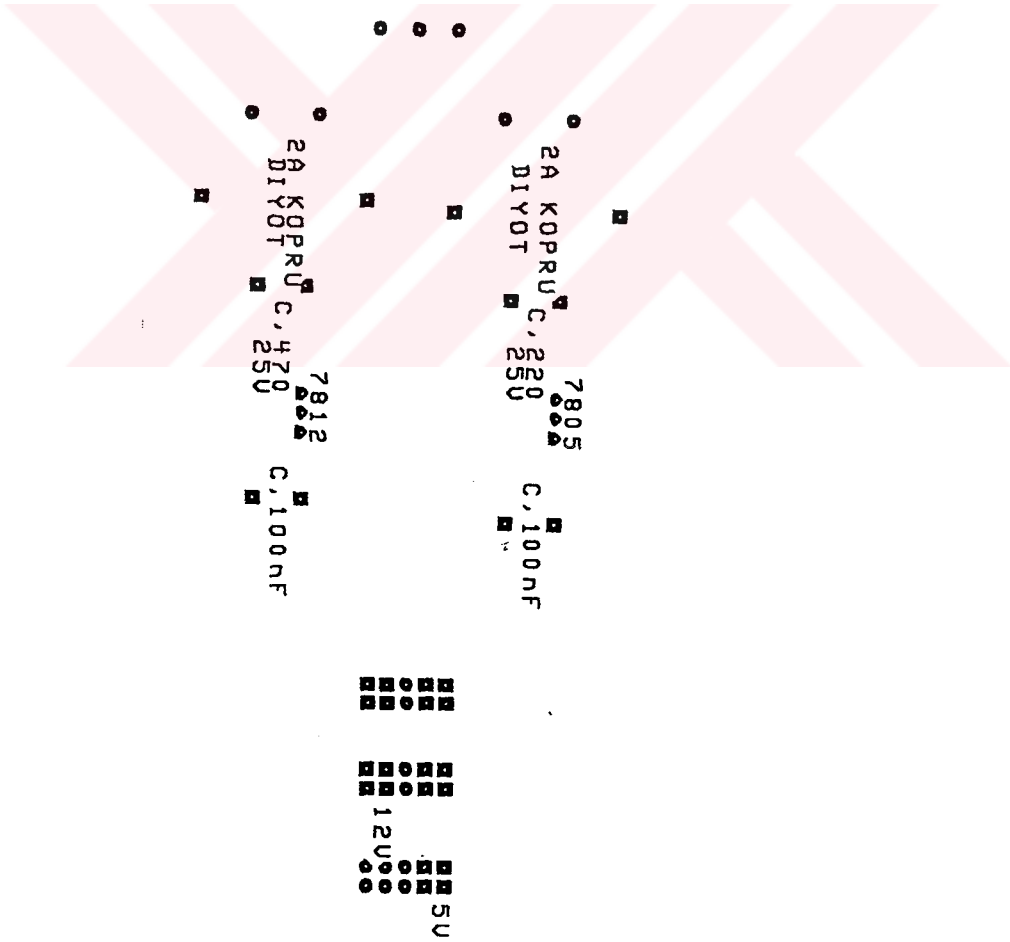 2A KOPRU
DIYOT
C,470
25V
7812
C,100nF
2A KOPRU
DIYOT
C,220
25V
7805
C,100nF
12V
5V